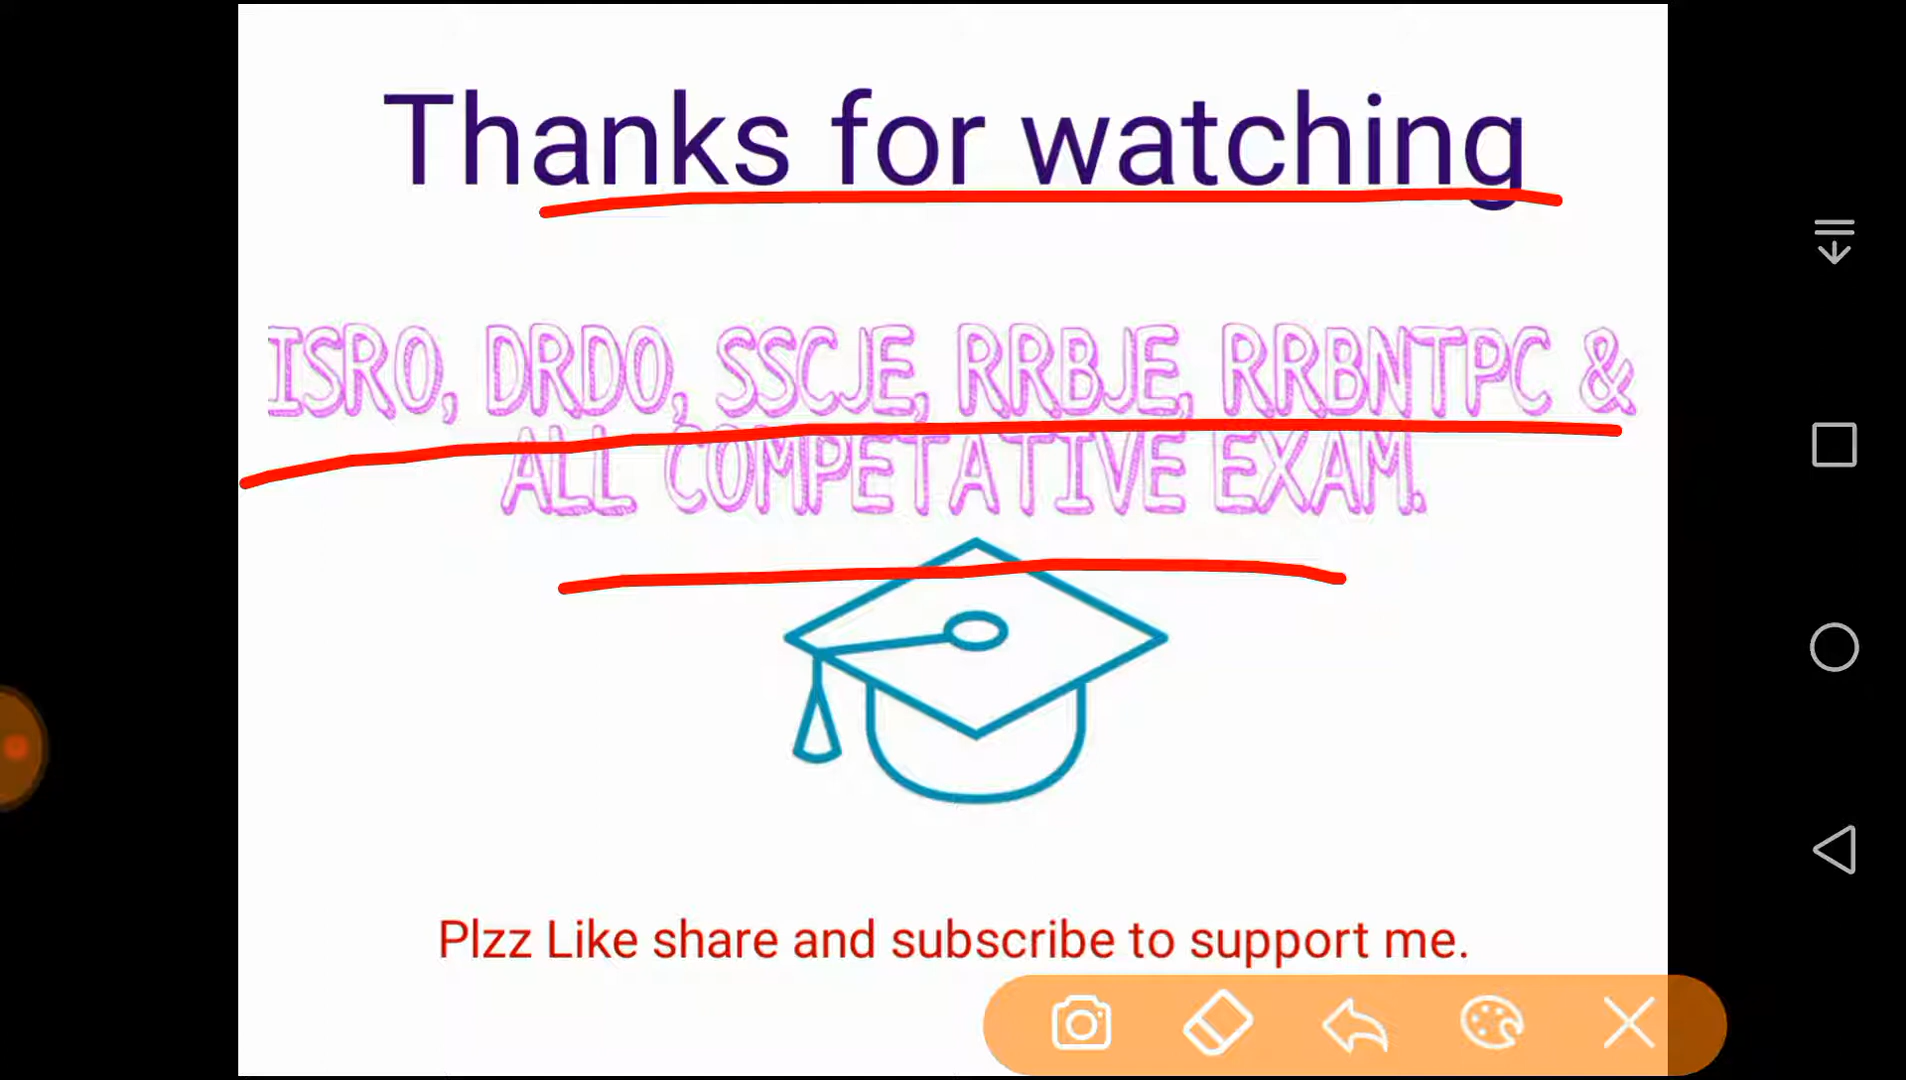 Thanks for watching
ISRO, DRDO, SSCJE, RRBJE, RRBNTPC &
ALL COMPETATIVE EXAM.
Plzz Like share and subscribe to support me.